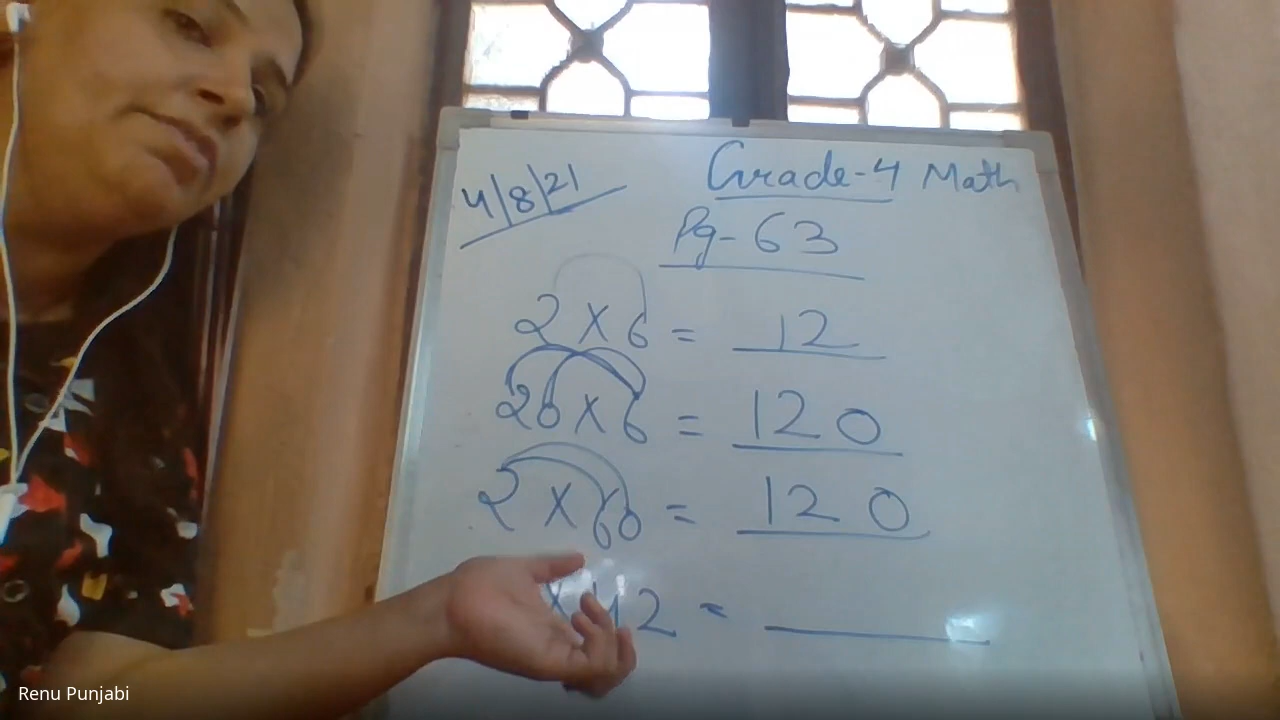 4/8/21
Grade-4 Math
Pg-63
2 x 6 = 12
20 x 6 = 120
2 x 60 = 120
x 42 =
Renu Punjabi